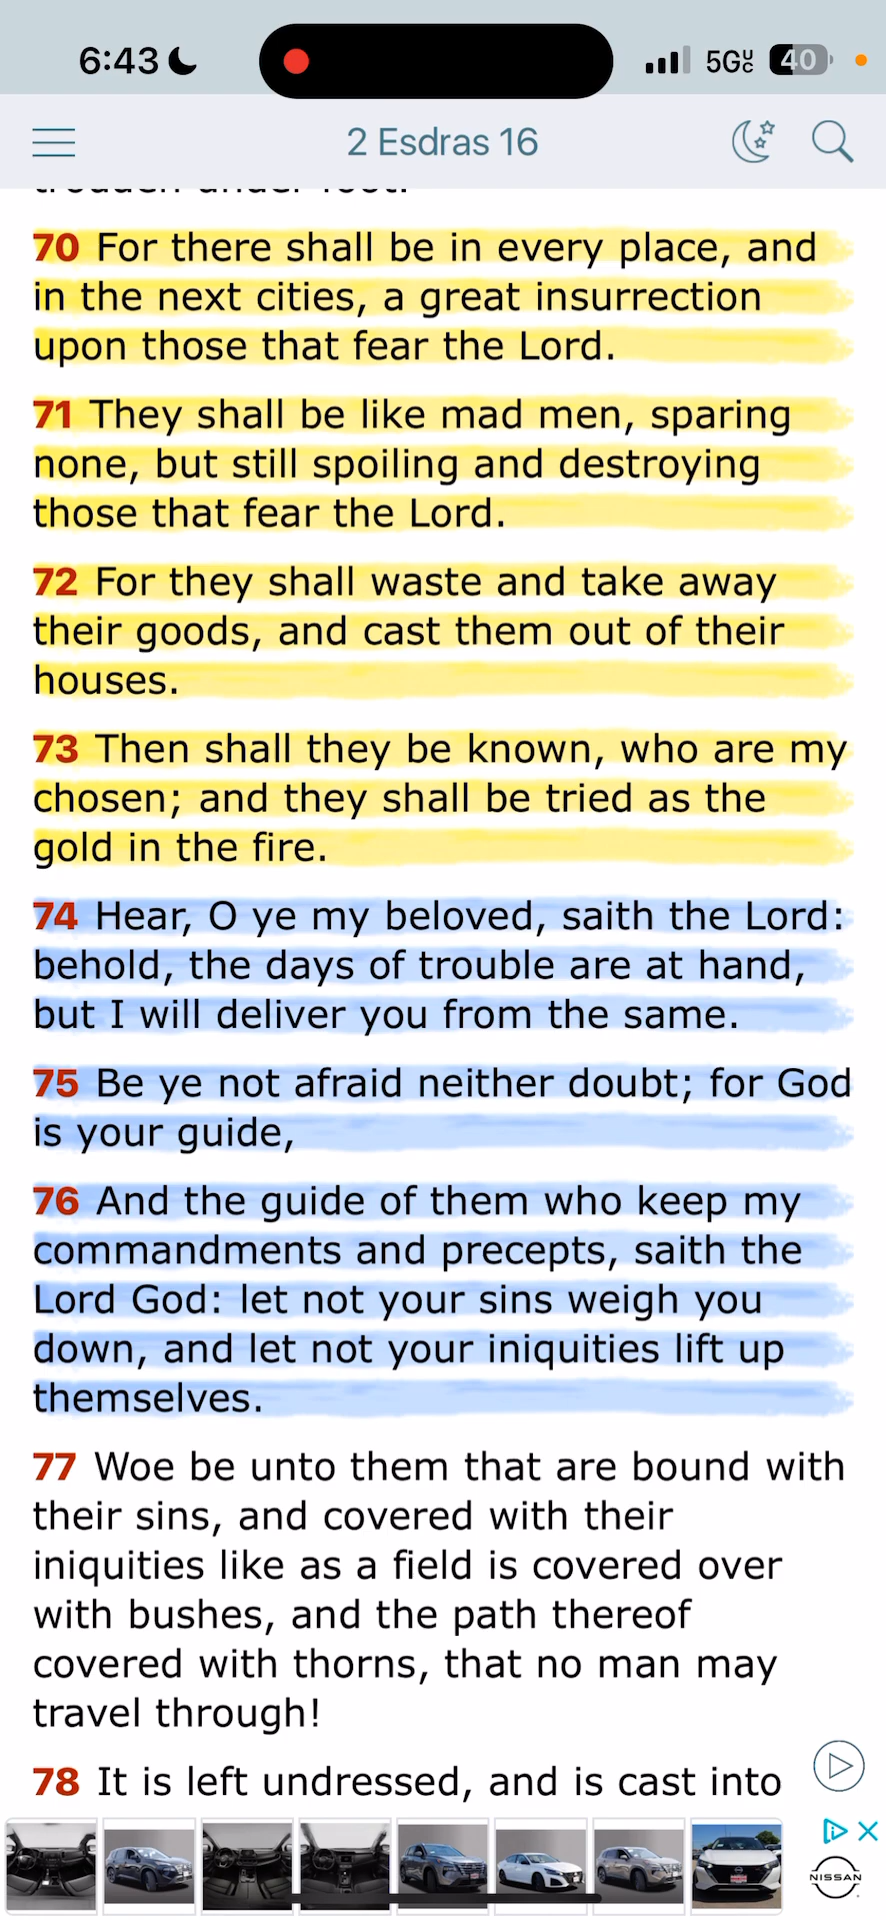 6:43
5GUC 40
2 Esdras 16
trodden under foot.
70 For there shall be in every place, and
in the next cities, a great insurrection
upon those that fear the Lord.
71 They shall be like mad men, sparing
none, but still spoiling and destroying
those that fear the Lord.
72 For they shall waste and take away
their goods, and cast them out of their
houses.
73 Then shall they be known, who are my
chosen; and they shall be tried as the
gold in the fire.
74 Hear, O ye my beloved, saith the Lord:
behold, the days of trouble are at hand,
but I will deliver you from the same.
75 Be ye not afraid neither doubt; for God
is your guide,
76 And the guide of them who keep my
commandments and precepts, saith the
Lord God: let not your sins weigh you
down, and let not your iniquities lift up
themselves.
77 Woe be unto them that are bound with
their sins, and covered with their
iniquities like as a field is covered over
with bushes, and the path thereof
covered with thorns, that no man may
travel through!
78 It is left undressed, and is cast into
NISSAN